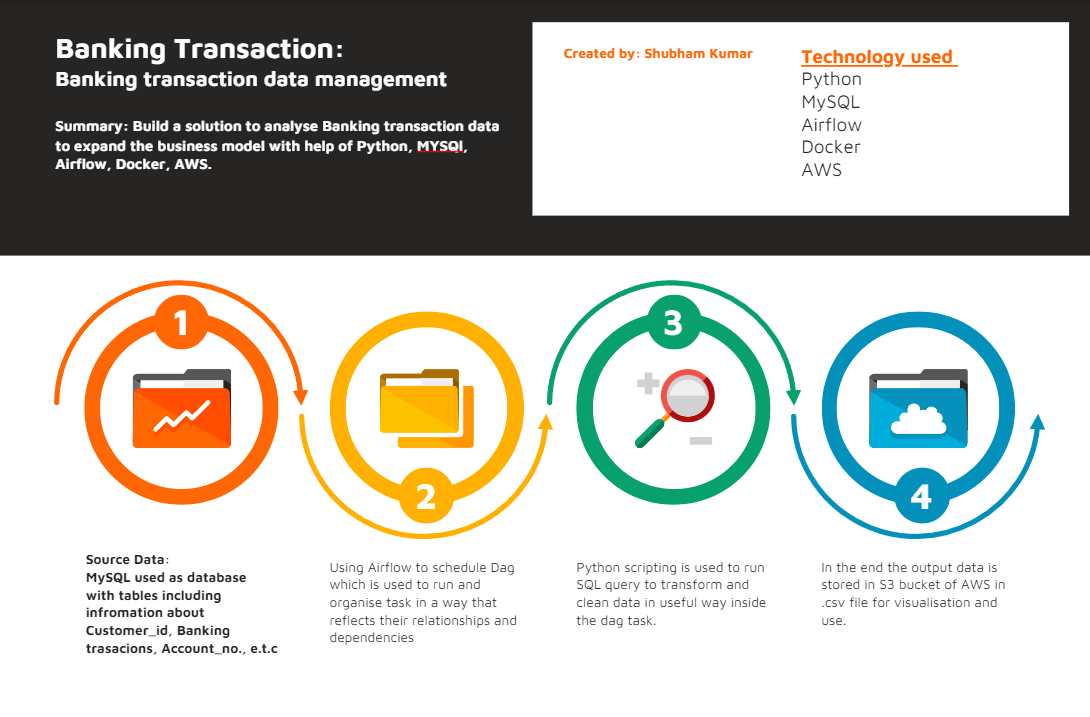 Banking Transaction:
Banking transaction data management
Summary: Build a solution to analyse Banking transaction data
to expand the business model with help of Python, MYSQl,
Airflow, Docker, AWS.
Created by: Shubham Kumar
Technology used
Python
MySQL
Airflow
Docker
AWS
1
2
3
4
Source Data:
MySQL used as database
with tables including
infromation about
Customer_id, Banking
trasacions, Account_no., e.t.c
Using Airflow to schedule Dag
which is used to run and
organise task in a way that
reflects their relationships and
dependencies
Python scripting is used to run
SQL query to transform and
clean data in useful way inside
the dag task.
In the end the output data is
stored in S3 bucket of AWS in
.csv file for visualisation and
use.